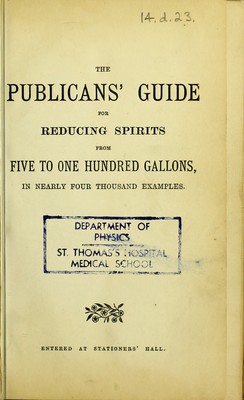 14.d.23.
THE
PUBLICANS' GUIDE
FOR
REDUCING SPIRITS
FROM
FIVE TO ONE HUNDRED GALLONS,
IN NEARLY FOUR THOUSAND EXAMPLES.
DEPARTMENT OF
PHYSICS
ST. THOMAS'S HOSPITAL
MEDICAL SCHOOL
ENTERED AT STATIONERS' HALL.